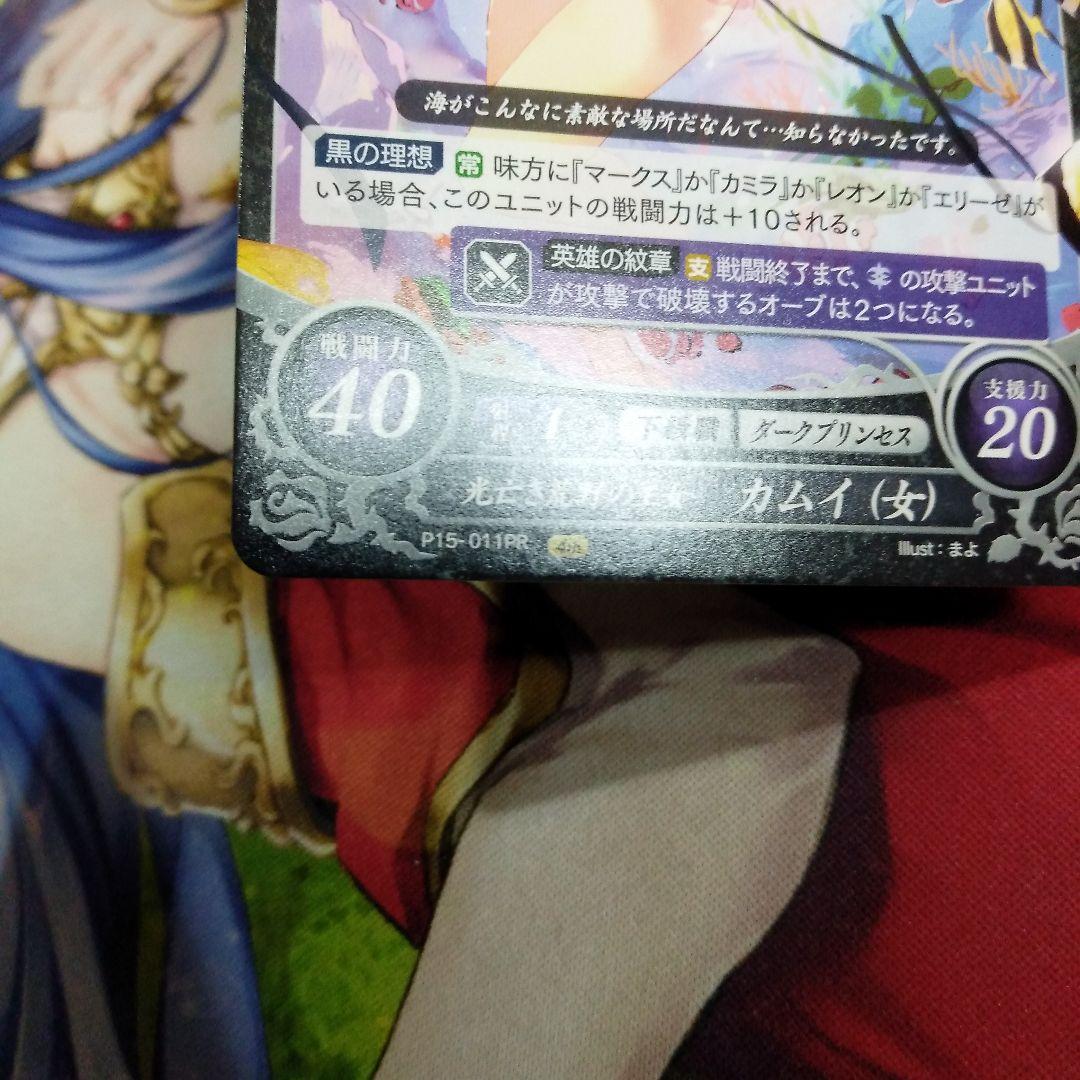 海がこんなに素敵な場所だなんて…知らなかったです。
黒の理想 常 味方に『マークス』か『カミラ』か『レオン』か『エリーゼ』が
いる場合、このユニットの戦闘力は+10される。
英雄の紋章 支 戦闘終了まで、の攻撃ユニット
が攻撃で破壊するオーブは2つになる。
戦闘力
40
1
ダークプリンセス
支援力
20
カムイ(女)
P15-011PR
Illust:まよ